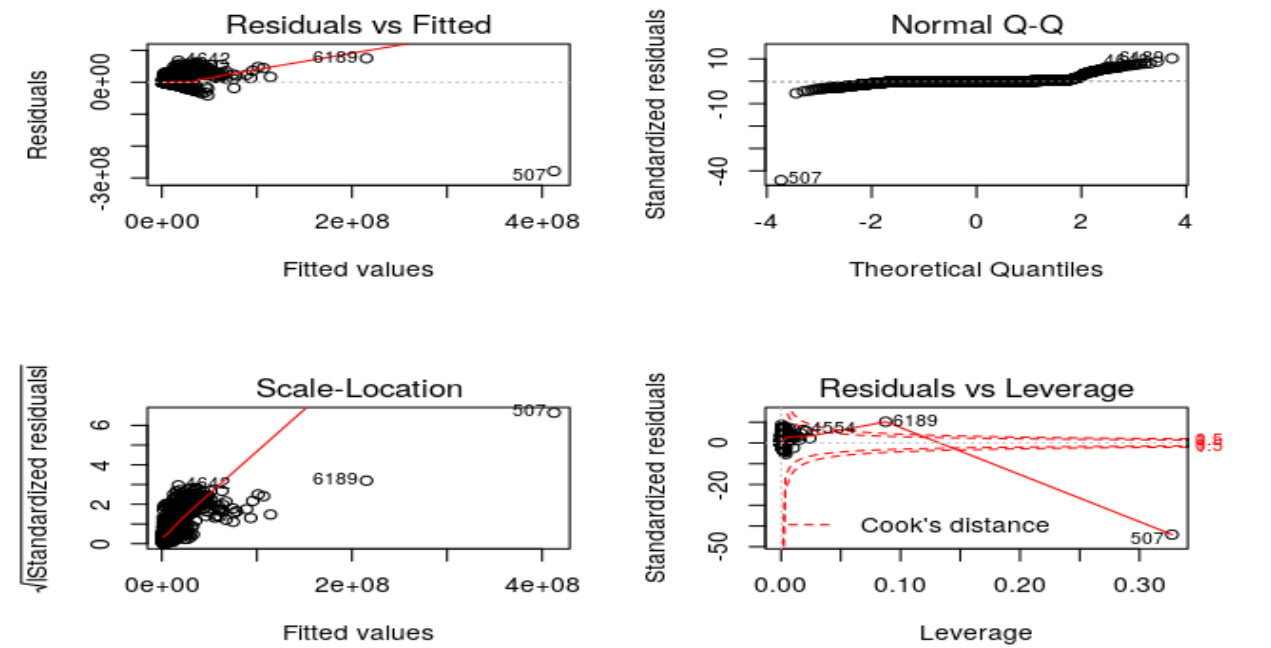 Residuals vs Fitted
Residuals
-3e+08
0e+00
4642
6189
507
0e+00
2e+08
4e+08
Fitted values
Normal Q-Q
Standardized residuals
-40
-10
10
6189
507
-4
-2
0
2
4
Theoretical Quantiles
Scale-Location
√|Standardized residuals|
0
2
4
6
4642
6189
507
0e+00
2e+08
4e+08
Fitted values
Residuals vs Leverage
Standardized residuals
-50
-20
0
4554
6189
507
Cook's distance
0.00
0.10
0.20
0.30
Leverage